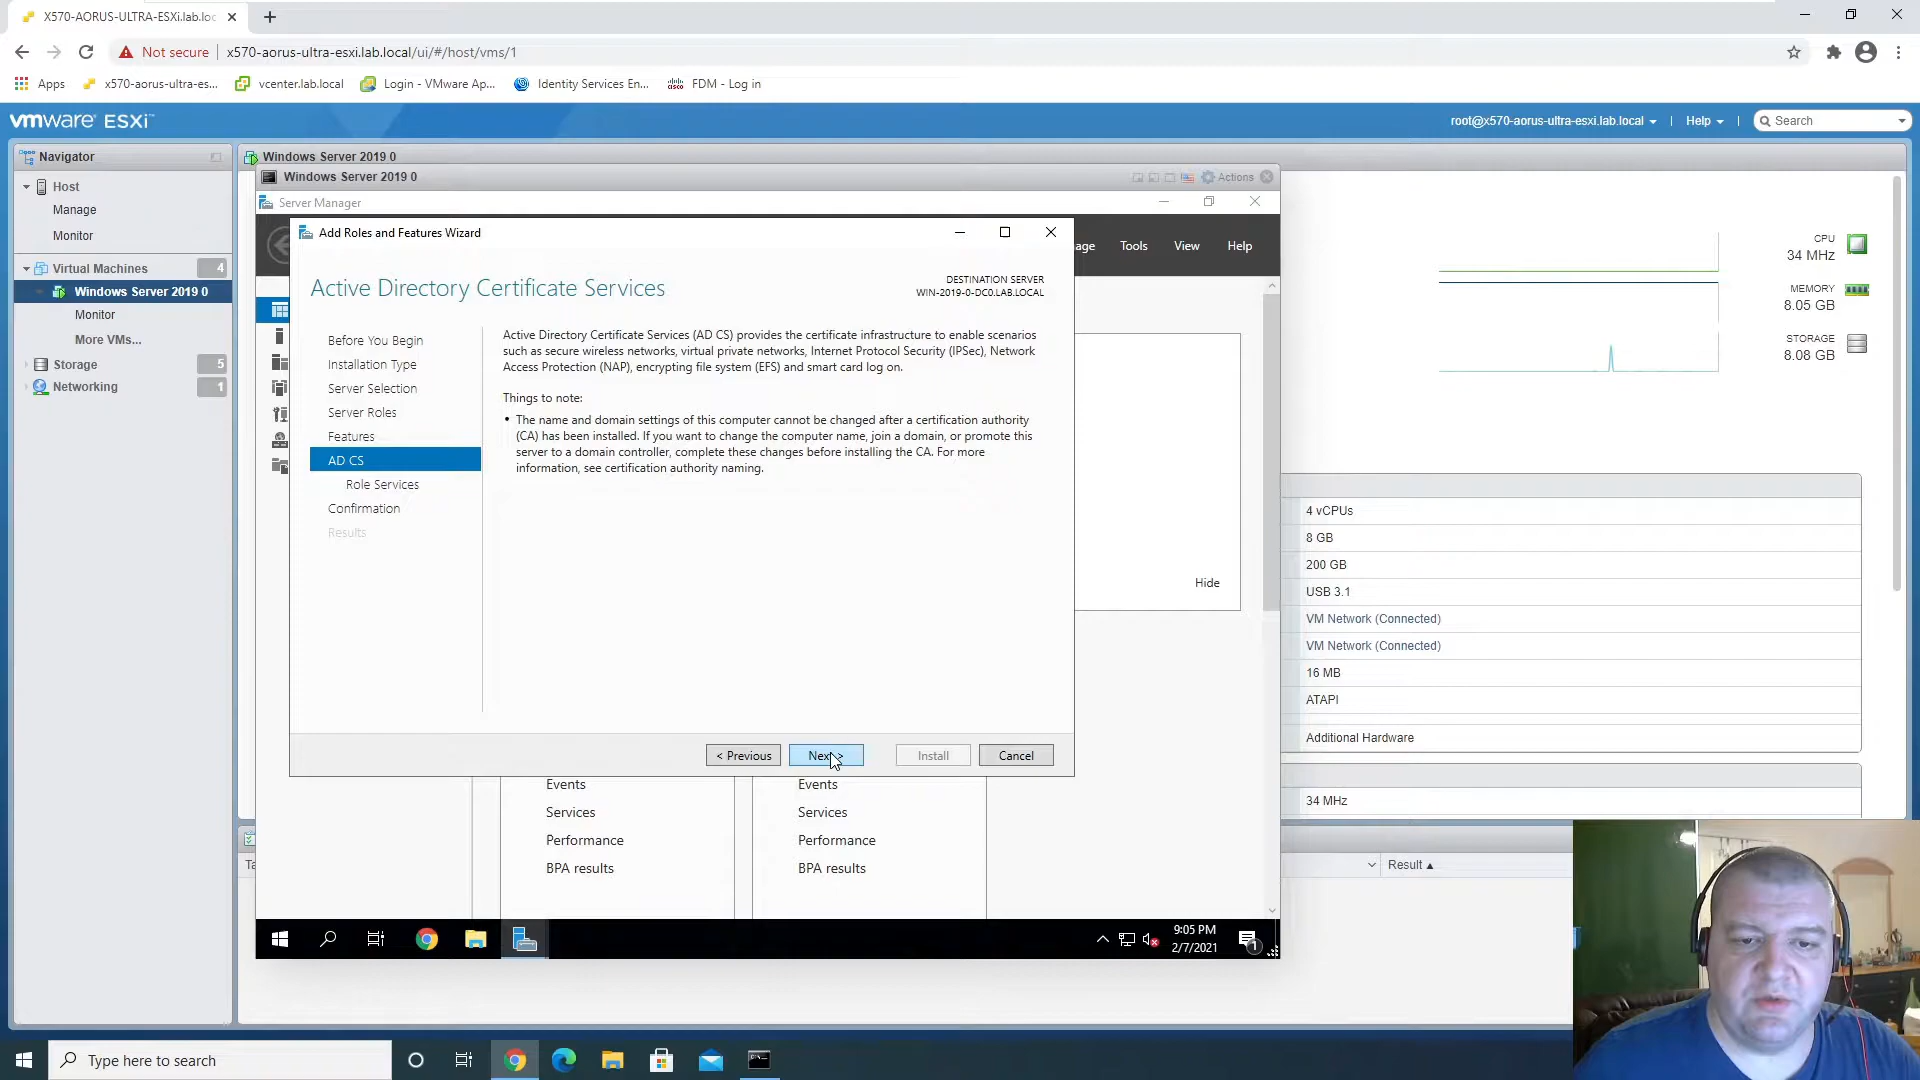 X570-AORUS-ULTRA-ESXi.lab.loc
Not secure
x570-aorus-ultra-esxi.lab.local/ui/#/host/vms/1
Apps
x570-aorus-ultra-es...
vcenter.lab.local
Login - VMware Ap...
Identity Services En...
FDM - Log in
vmware ESXi
root@x570-aorus-ultra-esxi.lab.local
Help
Search
Navigator
Host
Manage
Monitor
Virtual Machines
4
Windows Server 2019 0
Monitor
More VMs...
Storage
5
Networking
1
Windows Server 2019 0
Windows Server 2019 0
Actions
Server Manager
Tools
View
Help
Add Roles and Features Wizard
Active Directory Certificate Services
DESTINATION SERVER
WIN-2019-0-DC0.LAB.LOCAL
Before You Begin
Installation Type
Server Selection
Server Roles
Features
AD CS
Role Services
Confirmation
Results
Active Directory Certificate Services (AD CS) provides the certificate infrastructure to enable scenarios
such as secure wireless networks, virtual private networks, Internet Protocol Security (IPSec), Network
Access Protection (NAP), encrypting file system (EFS) and smart card log on.
Things to note:
• The name and domain settings of this computer cannot be changed after a certification authority
(CA) has been installed. If you want to change the computer name, join a domain, or promote this
server to a domain controller, complete these changes before installing the CA. For more
information, see certification authority naming.
< Previous
Next >
Install
Cancel
Hide
Events
Services
Performance
BPA results
Events
Services
Performance
BPA results
9:05 PM
2/7/2021
1
CPU
34 MHz
MEMORY
8.05 GB
STORAGE
8.08 GB
4 vCPUs
8 GB
200 GB
USB 3.1
VM Network (Connected)
VM Network (Connected)
16 MB
ATAPI
Additional Hardware
34 MHz
Result ▲
Type here to search